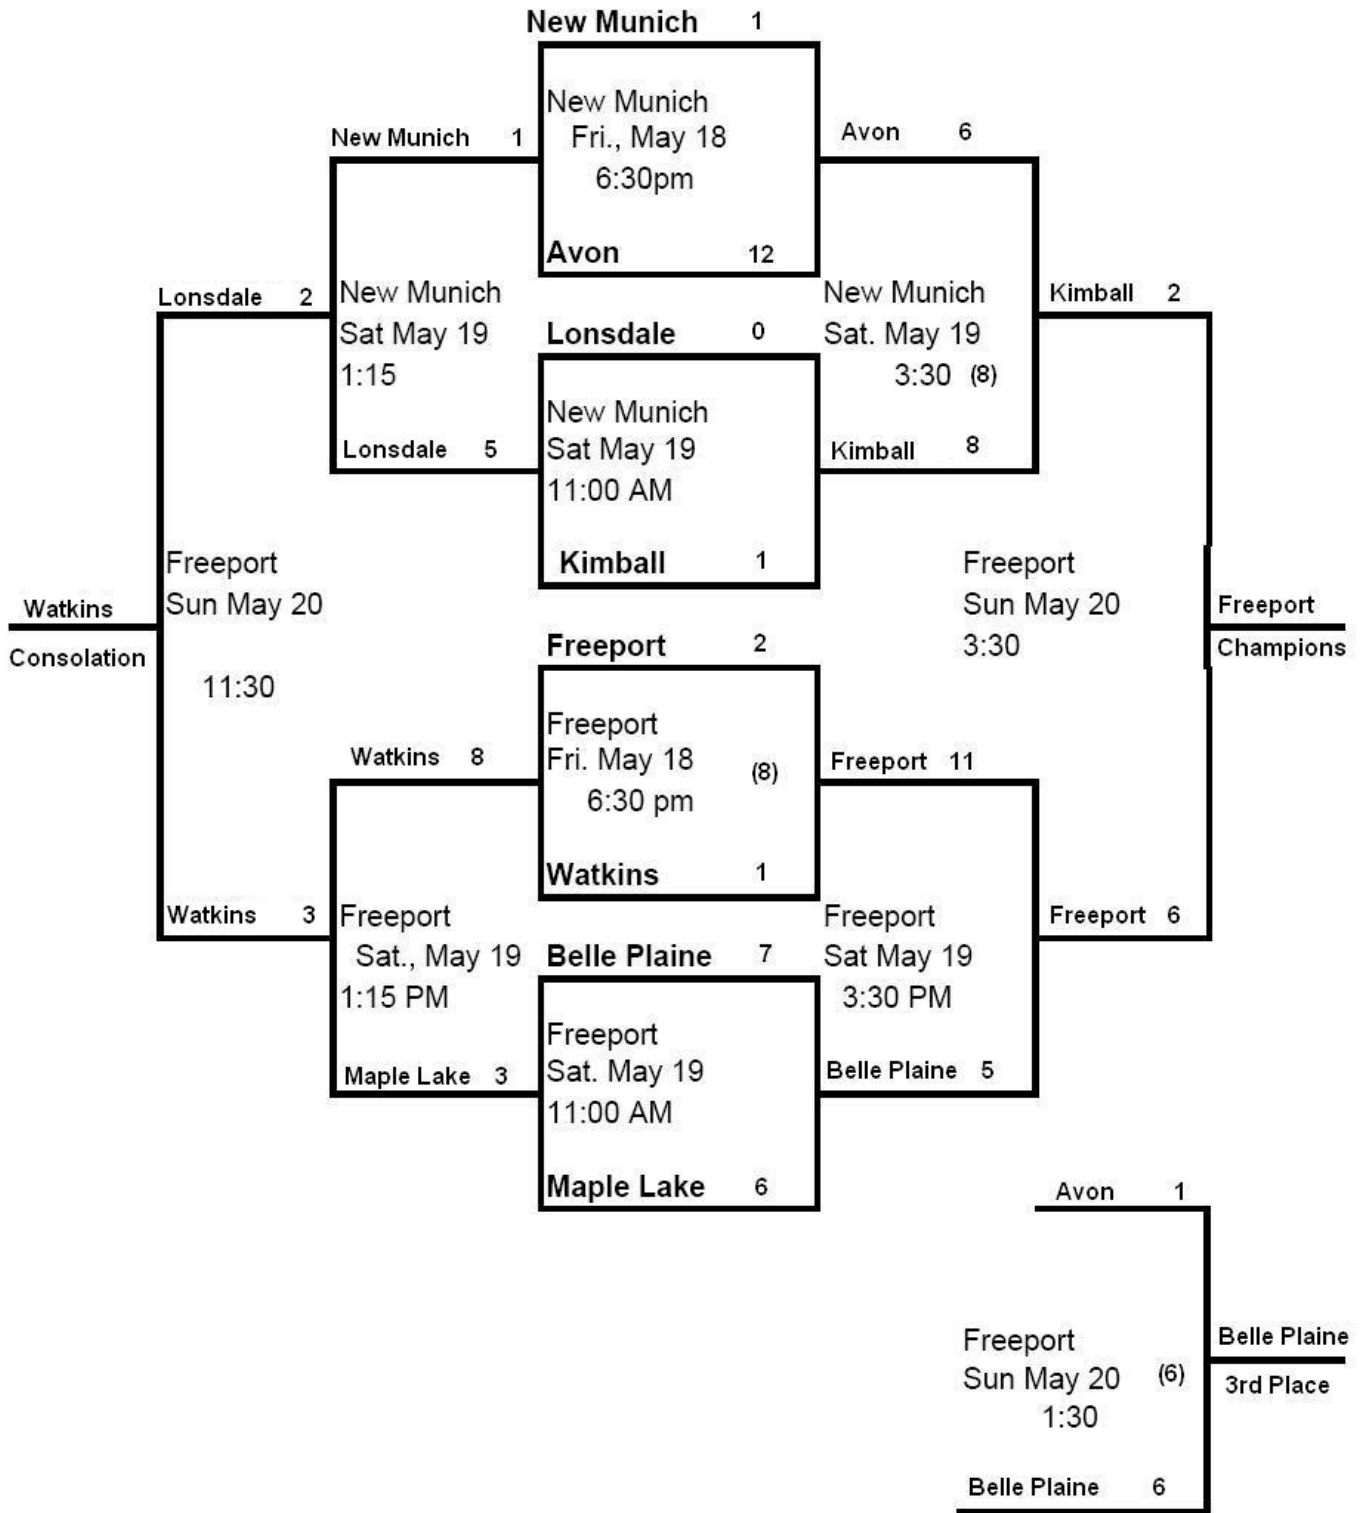 New Munich 1
New Munich
Fri., May 18
6:30pm
Avon 12
New Munich 1
Avon 6
Lonsdale 2
New Munich
Sat May 19
1:15
Lonsdale 0
New Munich
Sat. May 19
3:30 (8)
Kimball 2
New Munich
Sat May 19
11:00 AM
Lonsdale 5
Kimball 8
Kimball 1
Freeport
Sun May 20
11:30
Watkins
Consolation
Freeport
Sun May 20
3:30
Freeport
Champions
Freeport 2
Freeport
Fri. May 18
6:30 pm
(8)
Watkins 1
Watkins 8
Freeport 11
Watkins 3
Freeport
Sat., May 19
1:15 PM
Belle Plaine 7
Freeport
Sat May 19
3:30 PM
Freeport 6
Freeport
Sat. May 19
11:00 AM
Maple Lake 3
Belle Plaine 5
Maple Lake 6
Avon 1
Freeport
Sun May 20 (6)
1:30
Belle Plaine
3rd Place
Belle Plaine 6